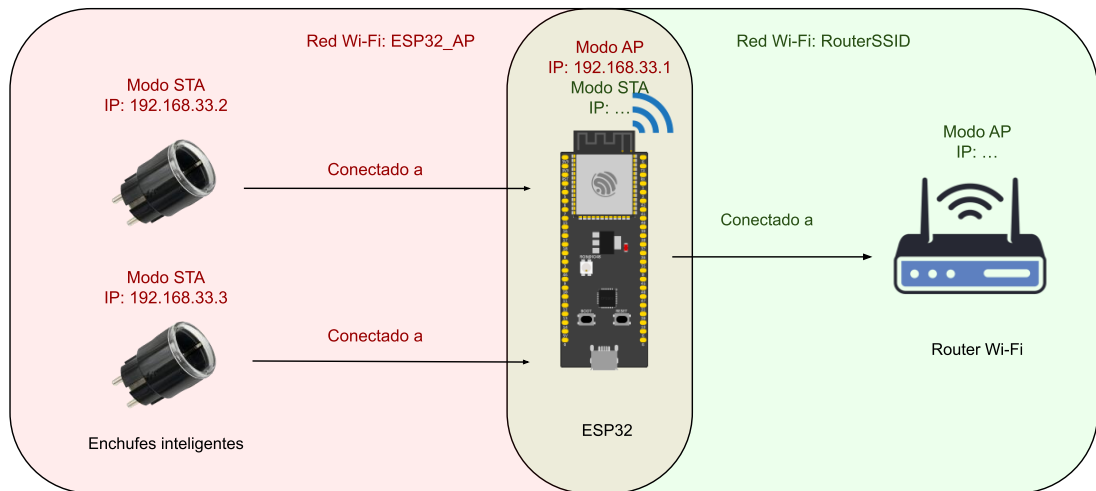 Red Wi-Fi: ESP32_AP
Red Wi-Fi: RouterSSID
Modo AP
IP: 192.168.33.1
Modo STA
IP: …
Modo STA
IP: 192.168.33.2
Conectado a
Modo AP
IP: …
Conectado a
Modo STA
IP: 192.168.33.3
Conectado a
BOOT
RESET
Router Wi-Fi
ESP32
Enchufes inteligentes